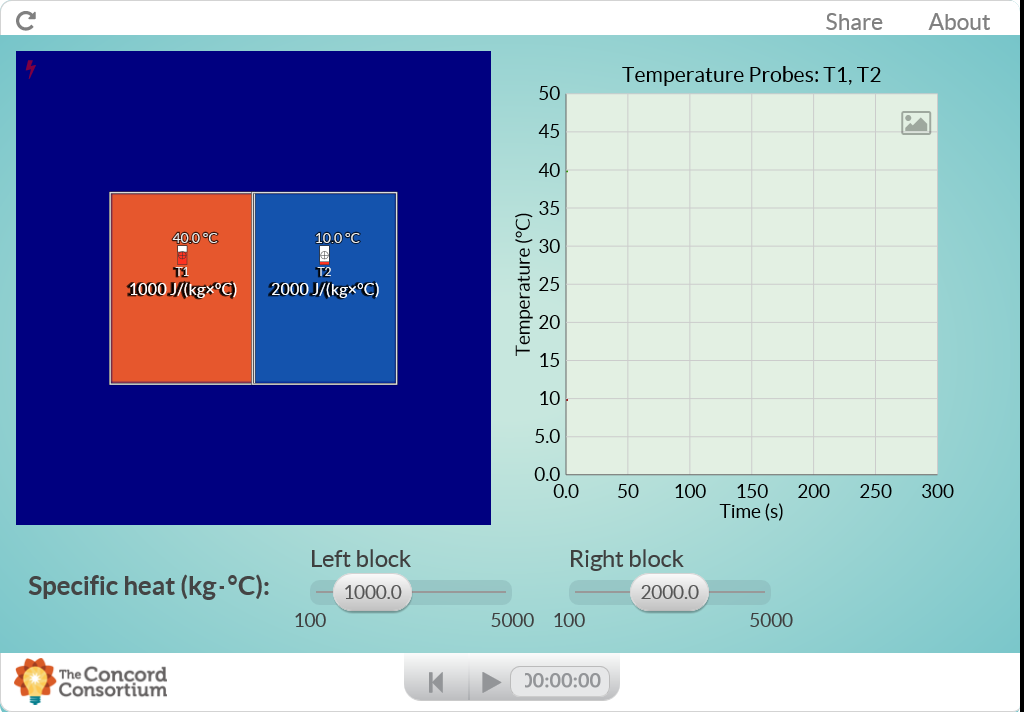 Share About
Temperature Probes: T1, T2
50
45
40
35
30
25
20
15
10
5.0
0.0
Temperature (°C)
0.0 50 100 150 200 250 300
Time (s)
40.0 °C 10.0 °C
T1 T2
1000 J/(kg×°C) 2000 J/(kg×°C)
Left block Right block
Specific heat (kg·°C): 1000.0 2000.0
100 5000 100 5000
The Concord
Consortium
00:00:00